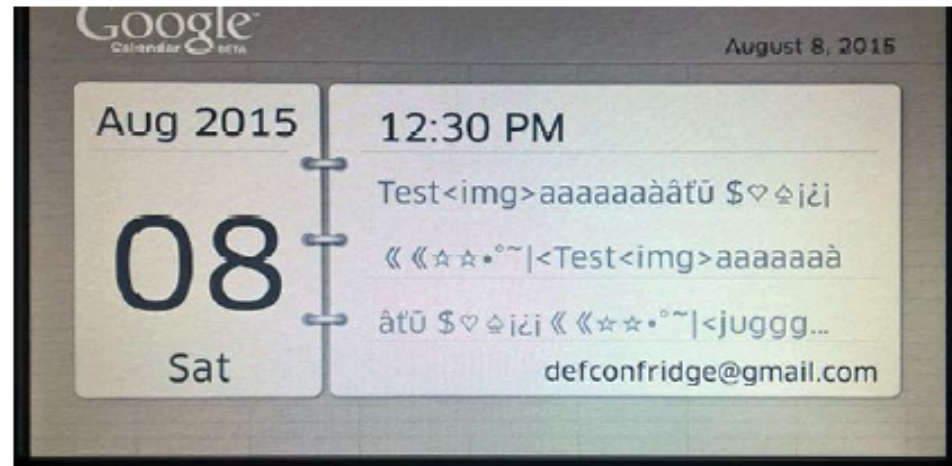 Google
Calendar BETA
August 8, 2015
Aug 2015
08
Sat
12:30 PM
Test<img>aaaaaaàâťū $♡♤¡¿¡
《《☆☆•°~|<Test<img>aaaaaaà
âťū $♡♤¡¿¡《《☆☆•°~|<juggg...
defconfridge@gmail.com